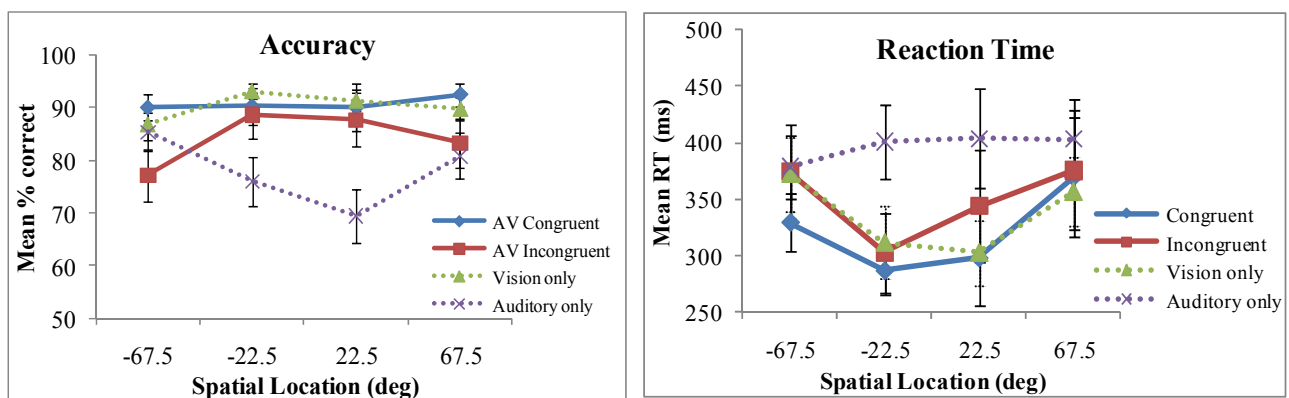 Accuracy
Mean % correct
100
90
80
70
60
50
-67.5 -22.5 22.5 67.5
Spatial Location (deg)
AV Congruent
AV Incongruent
Vision only
Auditory only
Reaction Time
Mean RT (ms)
500
450
400
350
300
250
-67.5 -22.5 22.5 67.5
Spatial Location (deg)
Congruent
Incongruent
Vision only
Auditory only